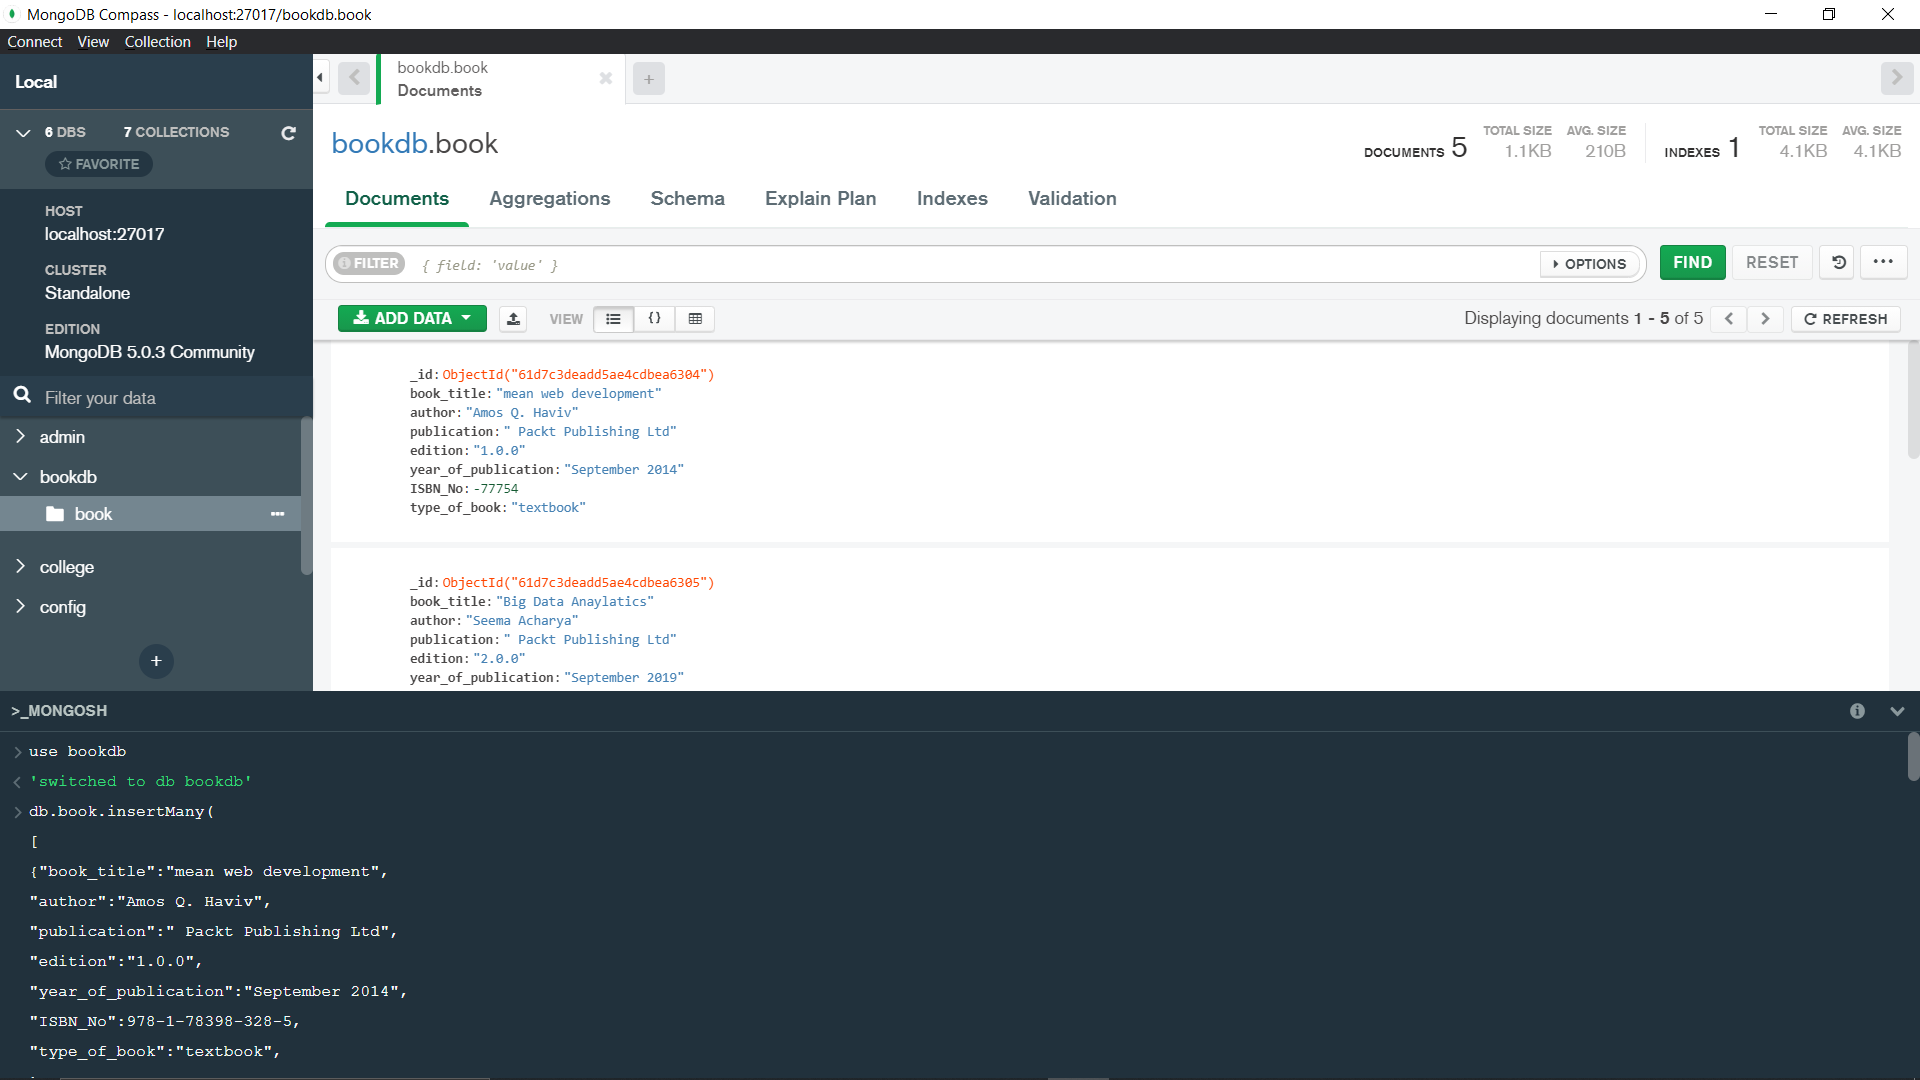 MongoDB Compass - localhost:27017/bookdb.book
Connect View Collection Help
Local
6 DBS 7 COLLECTIONS
FAVORITE
HOST
localhost:27017
CLUSTER
Standalone
EDITION
MongoDB 5.0.3 Community
Filter your data
admin
bookdb
book
college
config
+
bookdb.book
Documents
+
bookdb.book
DOCUMENTS 5 TOTAL SIZE 1.1KB AVG. SIZE 210B INDEXES 1 TOTAL SIZE 4.1KB AVG. SIZE 4.1KB
Documents Aggregations Schema Explain Plan Indexes Validation
FILTER { field: 'value' } OPTIONS FIND RESET ...
ADD DATA VIEW {} Displaying documents 1 - 5 of 5 REFRESH
_id: ObjectId("61d7c3deadd5ae4cdbea6304")
book_title: "mean web development"
author: "Amos Q. Haviv"
publication: " Packt Publishing Ltd"
edition: "1.0.0"
year_of_publication: "September 2014"
ISBN_No: -77754
type_of_book: "textbook"
_id: ObjectId("61d7c3deadd5ae4cdbea6305")
book_title: "Big Data Anaylatics"
author: "Seema Acharya"
publication: " Packt Publishing Ltd"
edition: "2.0.0"
year_of_publication: "September 2019"
>_MONGOSH
> use bookdb
< 'switched to db bookdb'
> db.book.insertMany(
[
{"book_title":"mean web development",
"author":"Amos Q. Haviv",
"publication":" Packt Publishing Ltd",
"edition":"1.0.0",
"year_of_publication":"September 2014",
"ISBN_No":978-1-78398-328-5,
"type_of_book":"textbook",